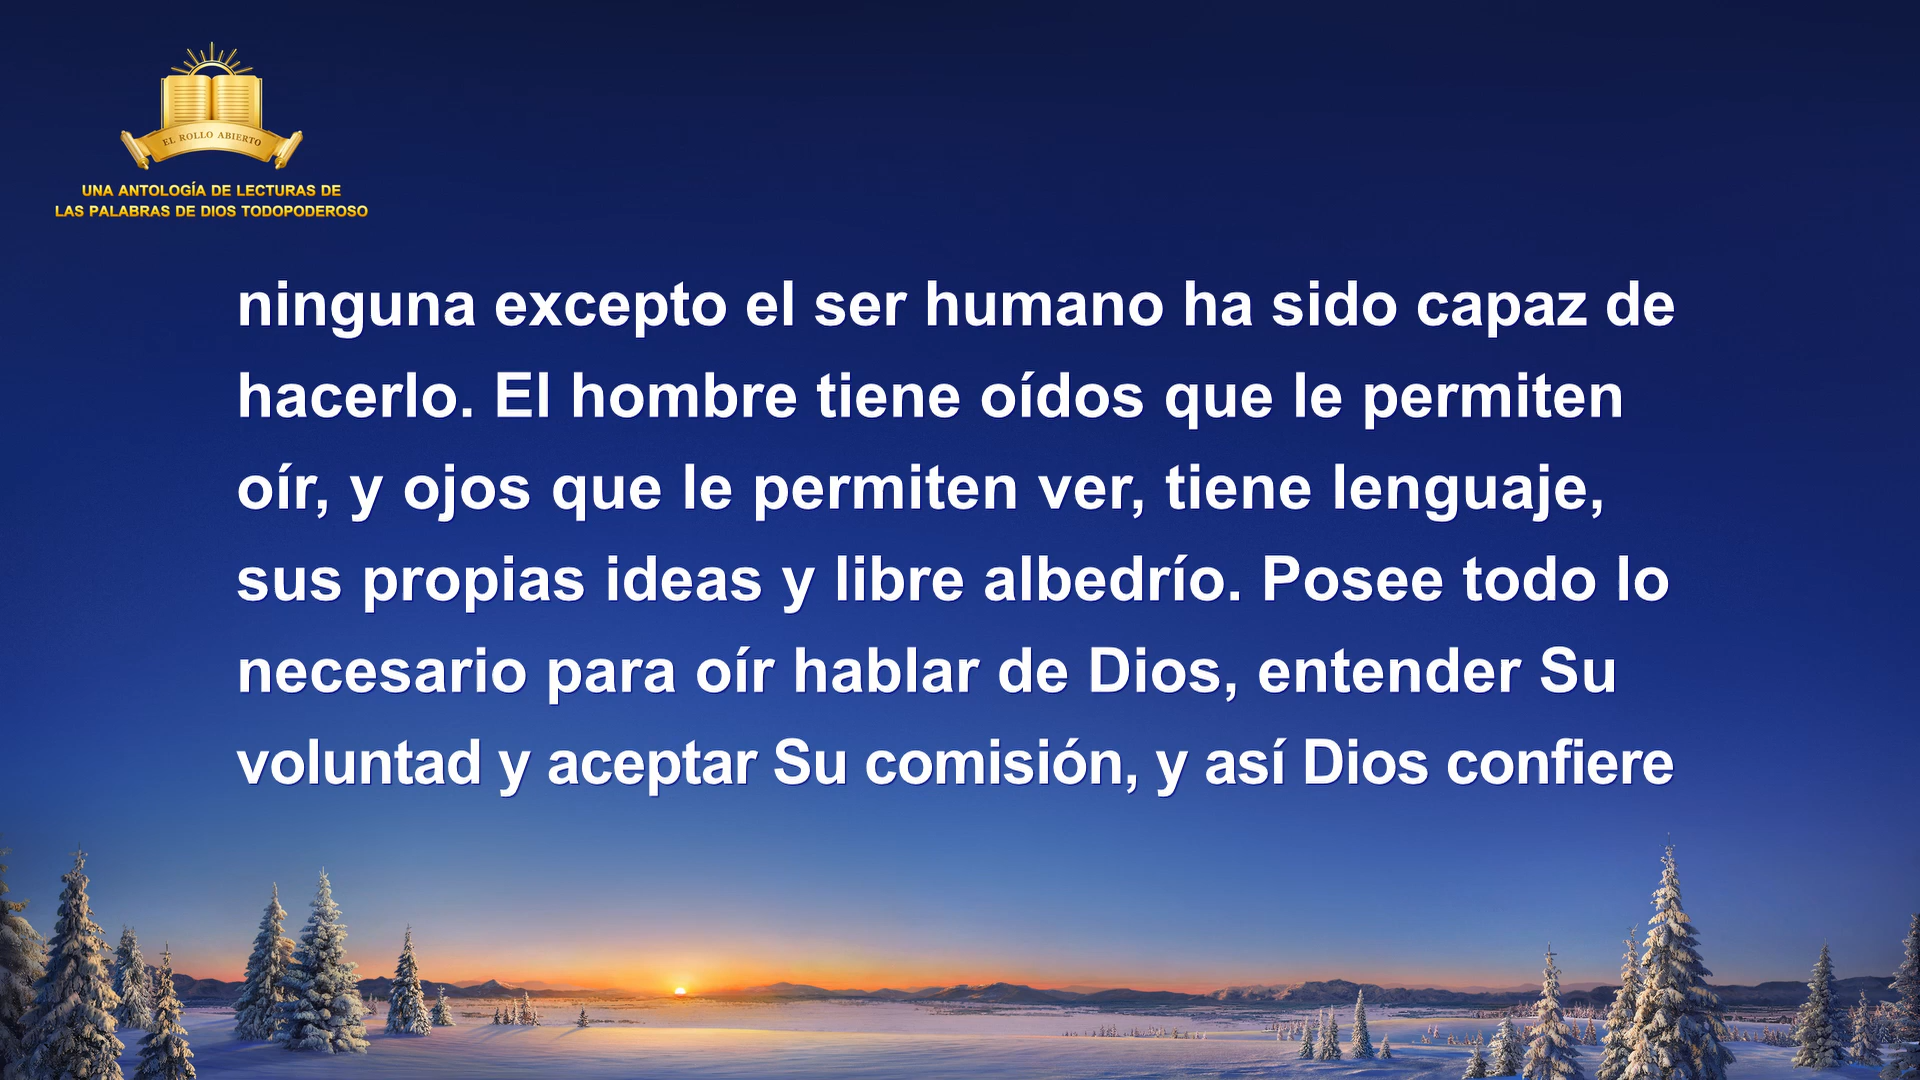 EL ROLLO ABIERTO
UNA ANTOLOGÍA DE LECTURAS DE
LAS PALABRAS DE DIOS TODOPODEROSO
ninguna excepto el ser humano ha sido capaz de
hacerlo. El hombre tiene oídos que le permiten
oír, y ojos que le permiten ver, tiene lenguaje,
sus propias ideas y libre albedrío. Posee todo lo
necesario para oír hablar de Dios, entender Su
voluntad y aceptar Su comisión, y así Dios confiere